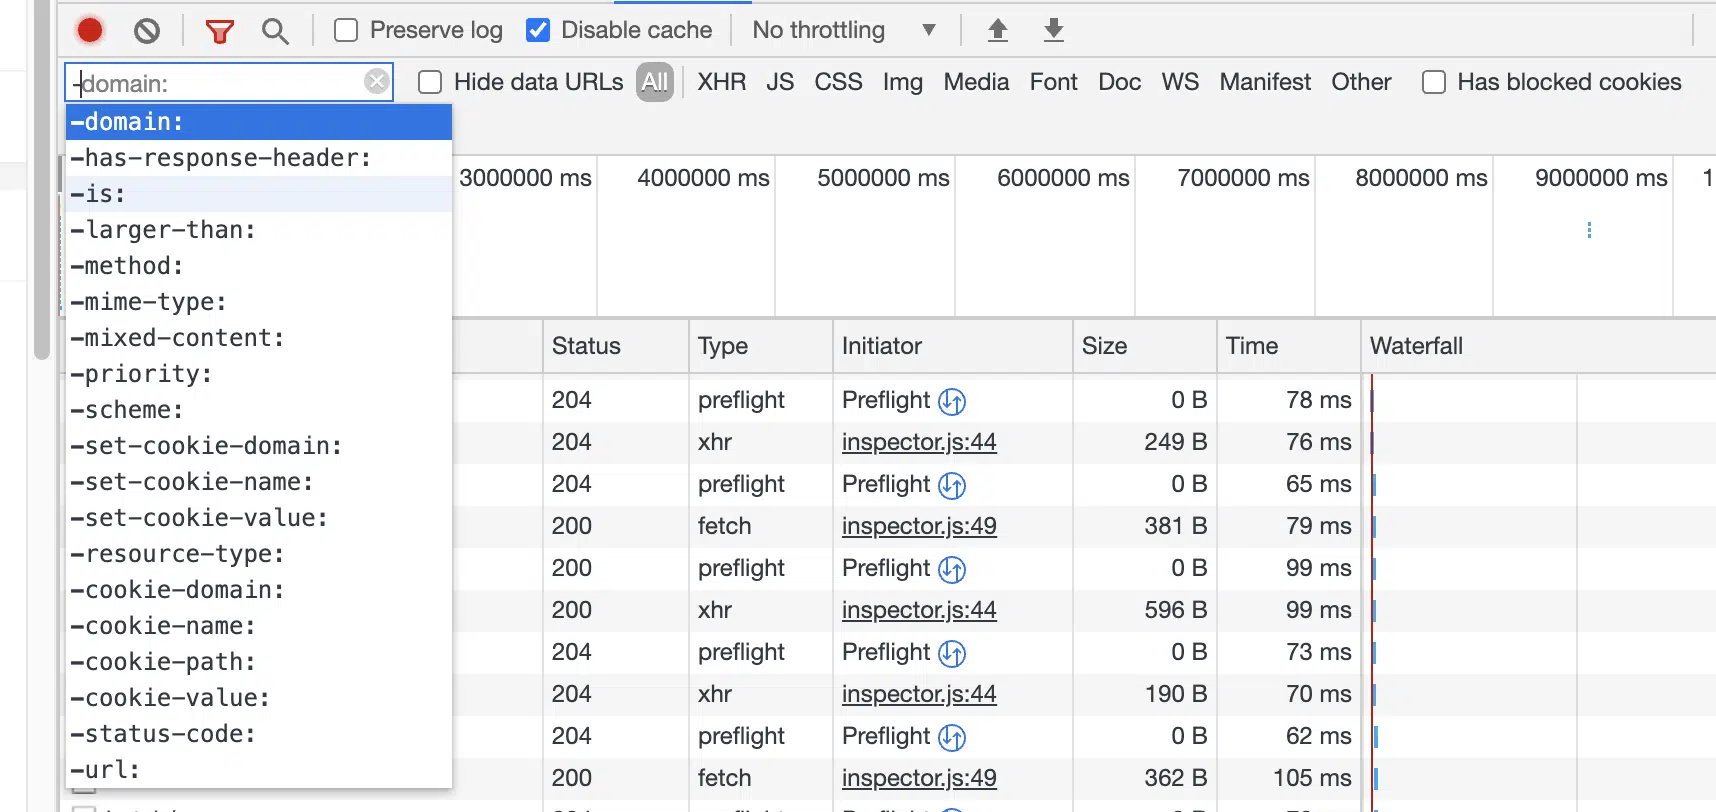 Preserve log Disable cache No throttling
-domain: Hide data URLs All XHR JS CSS Img Media Font Doc WS Manifest Other Has blocked cookies
-domain:
-has-response-header:
-is:
-larger-than:
-method:
-mime-type:
-mixed-content:
-priority:
-scheme:
-set-cookie-domain:
-set-cookie-name:
-set-cookie-value:
-resource-type:
-cookie-domain:
-cookie-name:
-cookie-path:
-cookie-value:
-status-code:
-url:
3000000 ms 4000000 ms 5000000 ms 6000000 ms 7000000 ms 8000000 ms 9000000 ms 1
Status Type Initiator Size Time Waterfall
204 preflight Preflight 0 B 78 ms
204 xhr inspector.js:44 249 B 76 ms
204 preflight Preflight 0 B 65 ms
200 fetch inspector.js:49 381 B 79 ms
200 preflight Preflight 0 B 99 ms
200 xhr inspector.js:44 596 B 99 ms
204 preflight Preflight 0 B 73 ms
204 xhr inspector.js:44 190 B 70 ms
204 preflight Preflight 0 B 62 ms
200 fetch inspector.js:49 362 B 105 ms